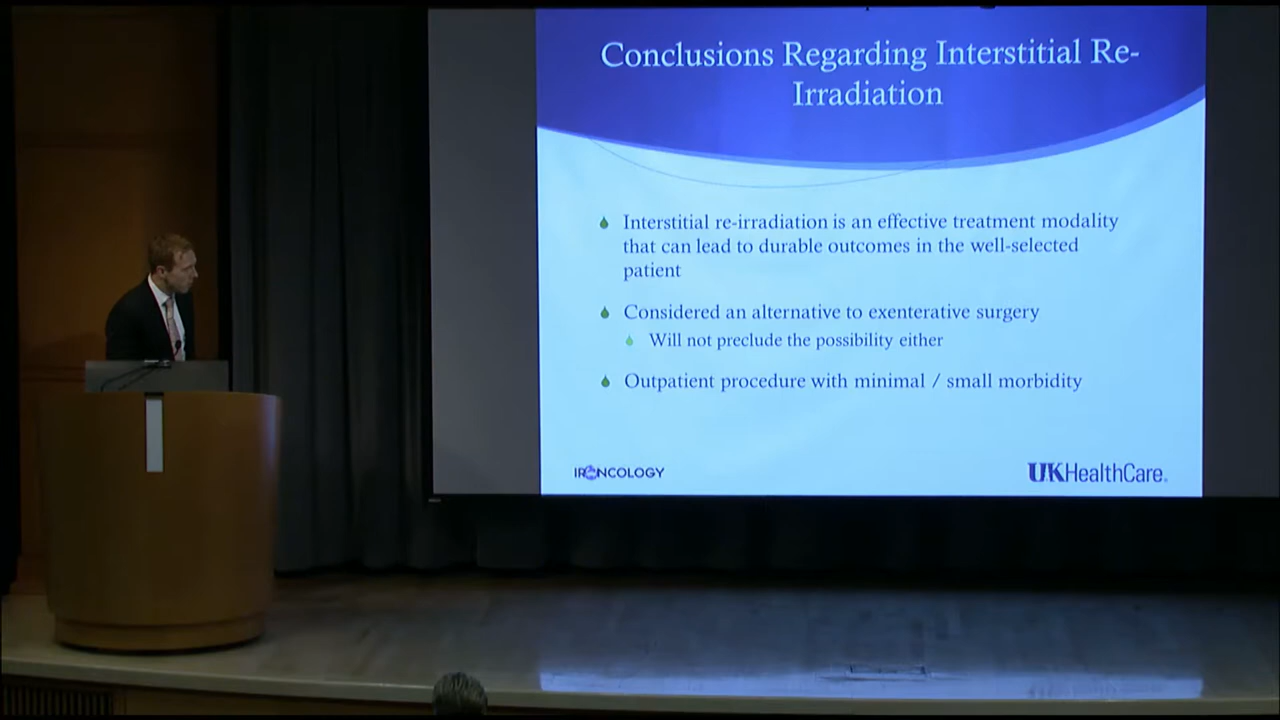 Conclusions Regarding Interstitial Re-
Irradiation
Interstitial re-irradiation is an effective treatment modality
that can lead to durable outcomes in the well-selected
patient
Considered an alternative to exenterative surgery
Will not preclude the possibility either
Outpatient procedure with minimal / small morbidity
IRONCOLOGY
UKHealthCare.